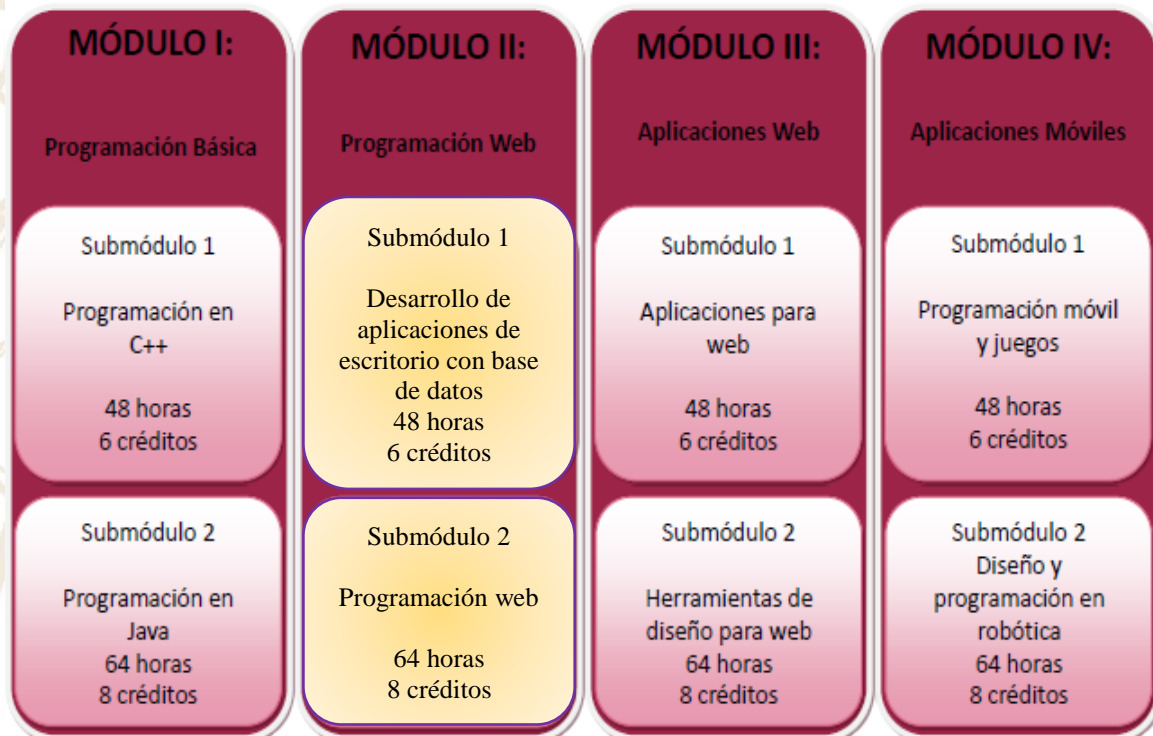 MÓDULO I:
Programación Básica
Submódulo 1
Programación en
C++
48 horas
6 créditos
Submódulo 2
Programación en
Java
64 horas
8 créditos
MÓDULO II:
Programación Web
Submódulo 1
Desarrollo de
aplicaciones de
escritorio con base
de datos
48 horas
6 créditos
Submódulo 2
Programación web
64 horas
8 créditos
MÓDULO III:
Aplicaciones Web
Submódulo 1
Aplicaciones para
web
48 horas
6 créditos
Submódulo 2
Herramientas de
diseño para web
64 horas
8 créditos
MÓDULO IV:
Aplicaciones Móviles
Submódulo 1
Programación móvil
y juegos
48 horas
6 créditos
Submódulo 2
Diseño y
programación en
robótica
64 horas
8 créditos